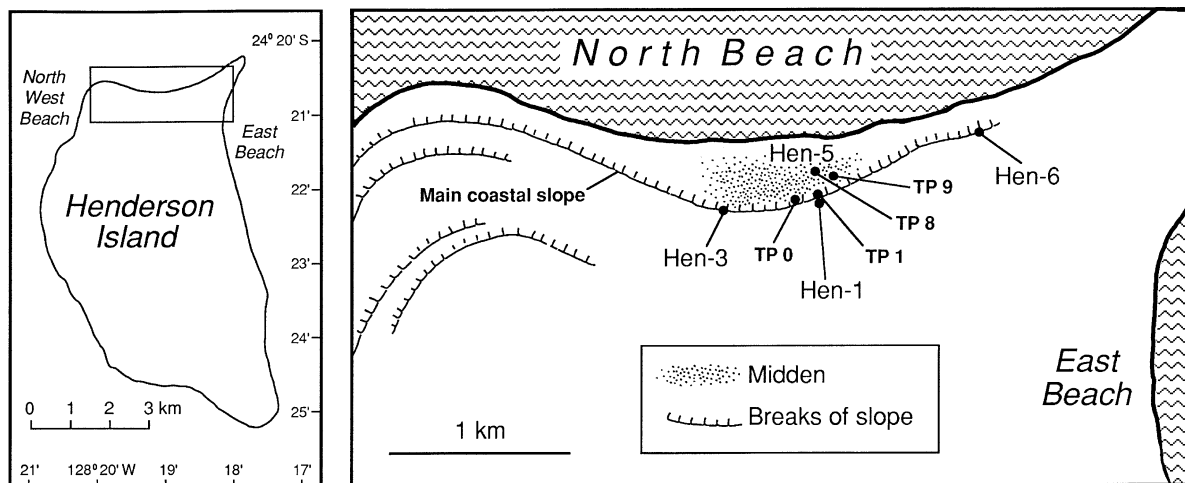 24° 20' S
North
West
Beach
21'
East
Beach
22'
Henderson
Island
23'
24'
0 1 2 3 km
25'
21' 128° 20' W 19' 18' 17'
North Beach
Hen-5
TP 9
Hen-6
Main coastal slope
TP 8
Hen-3
TP 0
TP 1
Hen-1
Midden
Breaks of slope
1 km
East
Beach